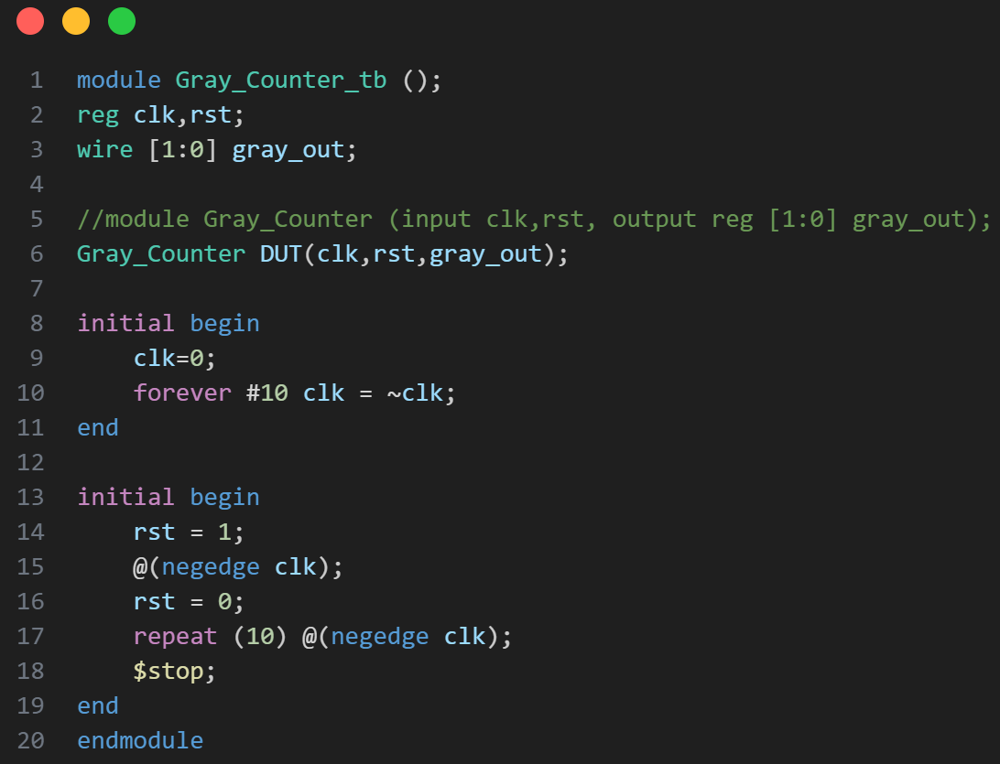 1 module Gray_Counter_tb ();
2 reg clk,rst;
3 wire [1:0] gray_out;
4
5 //module Gray_Counter (input clk,rst, output reg [1:0] gray_out);
6 Gray_Counter DUT(clk,rst,gray_out);
7
8 initial begin
9     clk=0;
10     forever #10 clk = ~clk;
11 end
12
13 initial begin
14     rst = 1;
15     @(negedge clk);
16     rst = 0;
17     repeat (10) @(negedge clk);
18     $stop;
19 end
20 endmodule